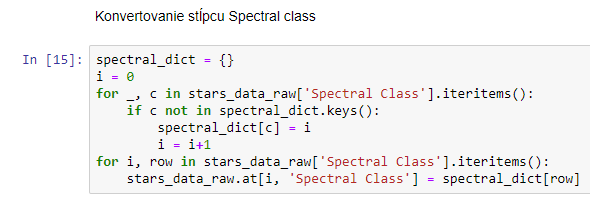 Konvertovanie stĺpcu Spectral class
In [15]: spectral_dict = {}
i = 0
for _, c in stars_data_raw['Spectral Class'].iteritems():
    if c not in spectral_dict.keys():
        spectral_dict[c] = i
        i = i+1
for i, row in stars_data_raw['Spectral Class'].iteritems():
    stars_data_raw.at[i, 'Spectral Class'] = spectral_dict[row]